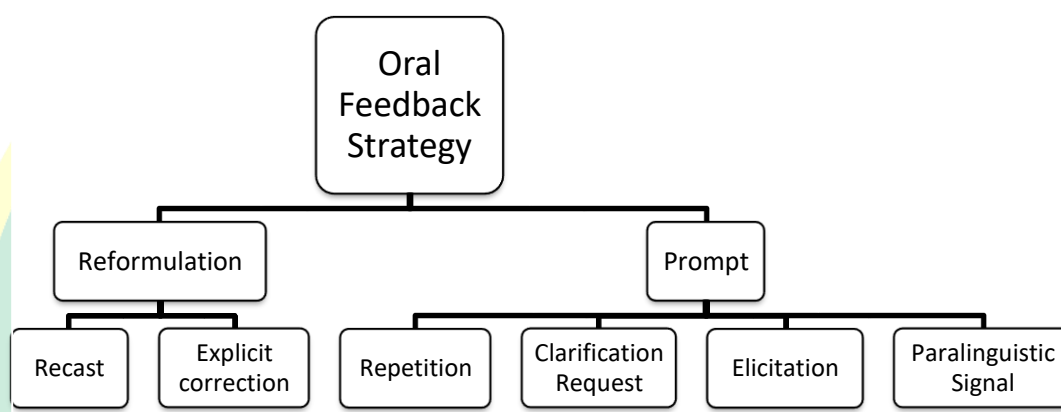 Oral
Feedback
Strategy
Reformulation
Prompt
Recast
Explicit
correction
Repetition
Clarification
Request
Elicitation
Paralinguistic
Signal